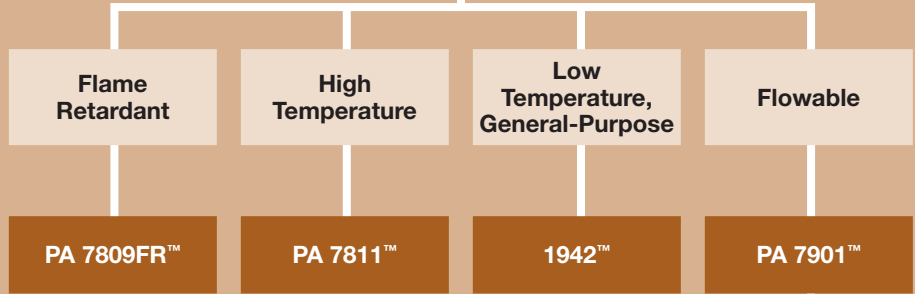 Flame
Retardant
High
Temperature
Low
Temperature,
General-Purpose
Flowable
PA 7809FR™
PA 7811™
1942™
PA 7901™